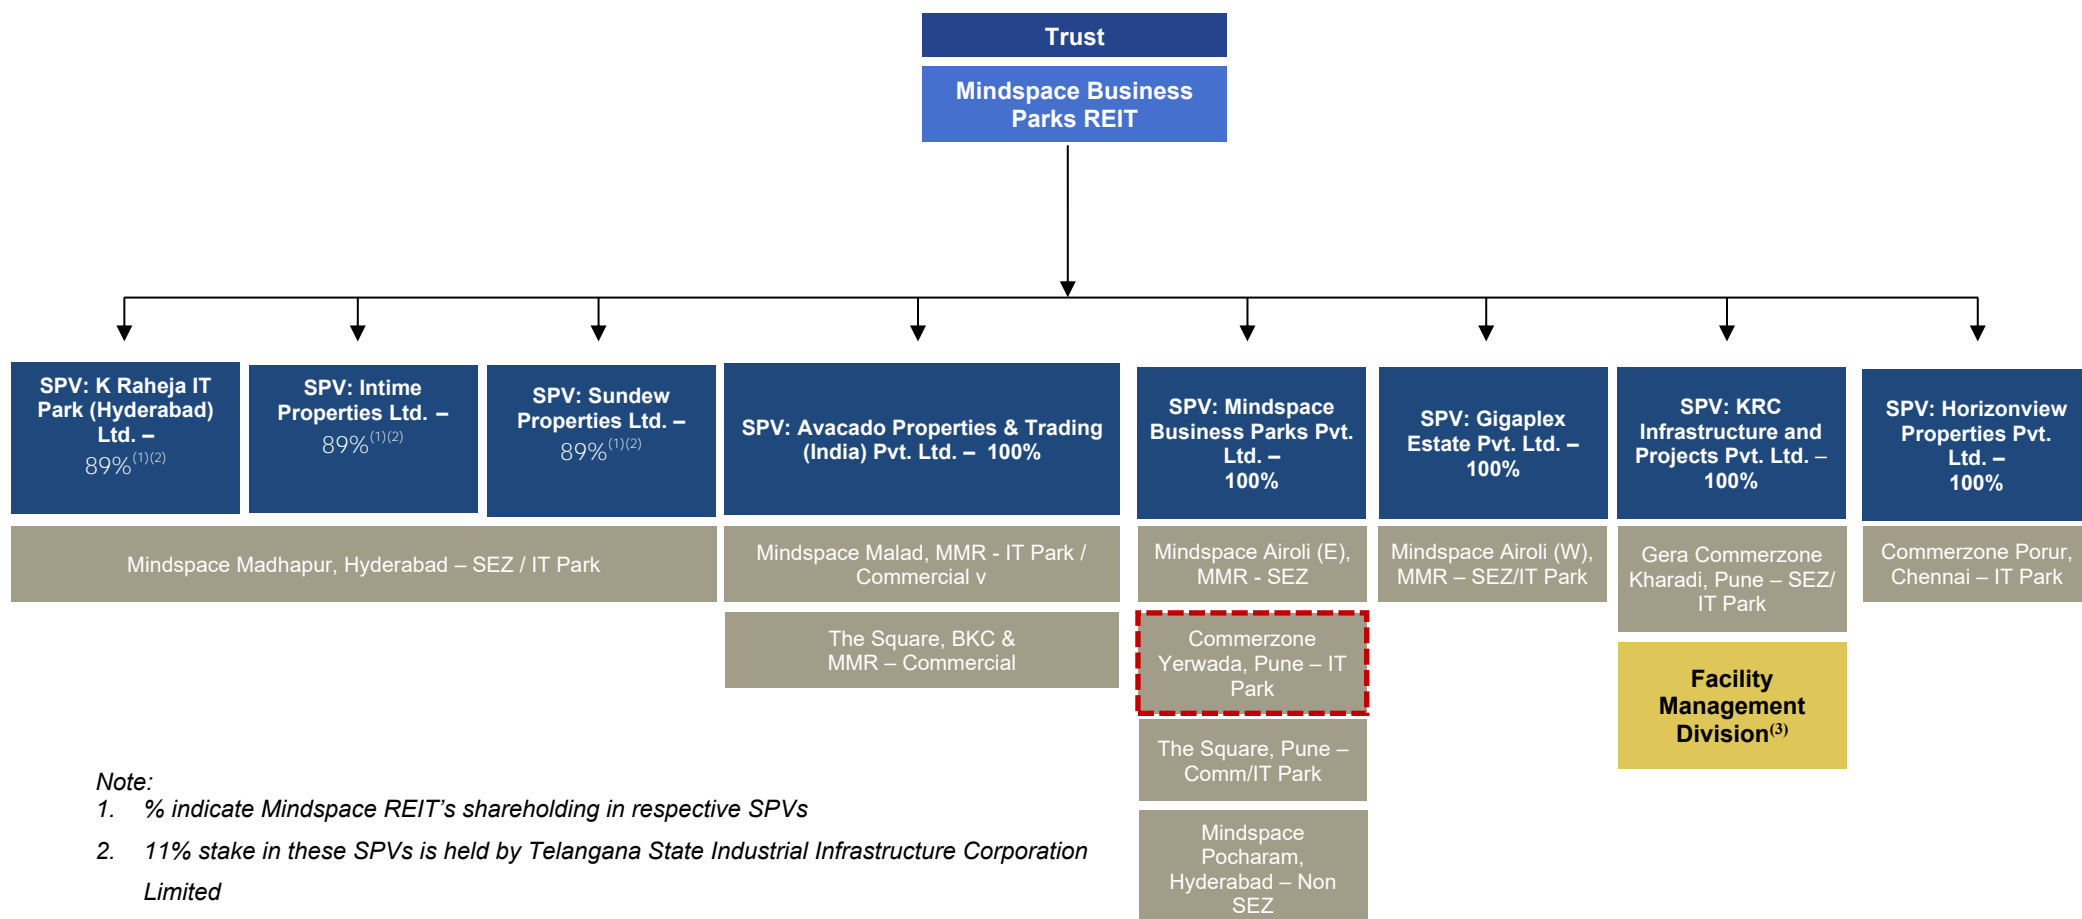 Trust
Mindspace Business
Parks REIT
SPV: K Raheja IT
Park (Hyderabad)
Ltd. –
89%(1)(2)
SPV: Intime
Properties Ltd. –
89%(1)(2)
SPV: Sundew
Properties Ltd. –
89%(1)(2)
SPV: Avacado Properties & Trading
(India) Pvt. Ltd. – 100%
SPV: Mindspace
Business Parks Pvt.
Ltd. –
100%
SPV: Gigaplex
Estate Pvt. Ltd. –
100%
SPV: KRC
Infrastructure and
Projects Pvt. Ltd. –
100%
SPV: Horizonview
Properties Pvt.
Ltd. –
100%
Mindspace Madhapur, Hyderabad – SEZ / IT Park
Mindspace Malad, MMR - IT Park /
Commercial v
Mindspace Airoli (E),
MMR - SEZ
Mindspace Airoli (W),
MMR – SEZ/IT Park
Gera Commerzone
Kharadi, Pune – SEZ/
IT Park
Commerzone Porur,
Chennai – IT Park
The Square, BKC &
MMR – Commercial
Commerzone
Yerwada, Pune – IT
Park
Facility
Management
Division(3)
The Square, Pune –
Comm/IT Park
Mindspace
Pocharam,
Hyderabad – Non
SEZ
Note:
1. % indicate Mindspace REIT’s shareholding in respective SPVs
2. 11% stake in these SPVs is held by Telangana State Industrial Infrastructure Corporation
Limited